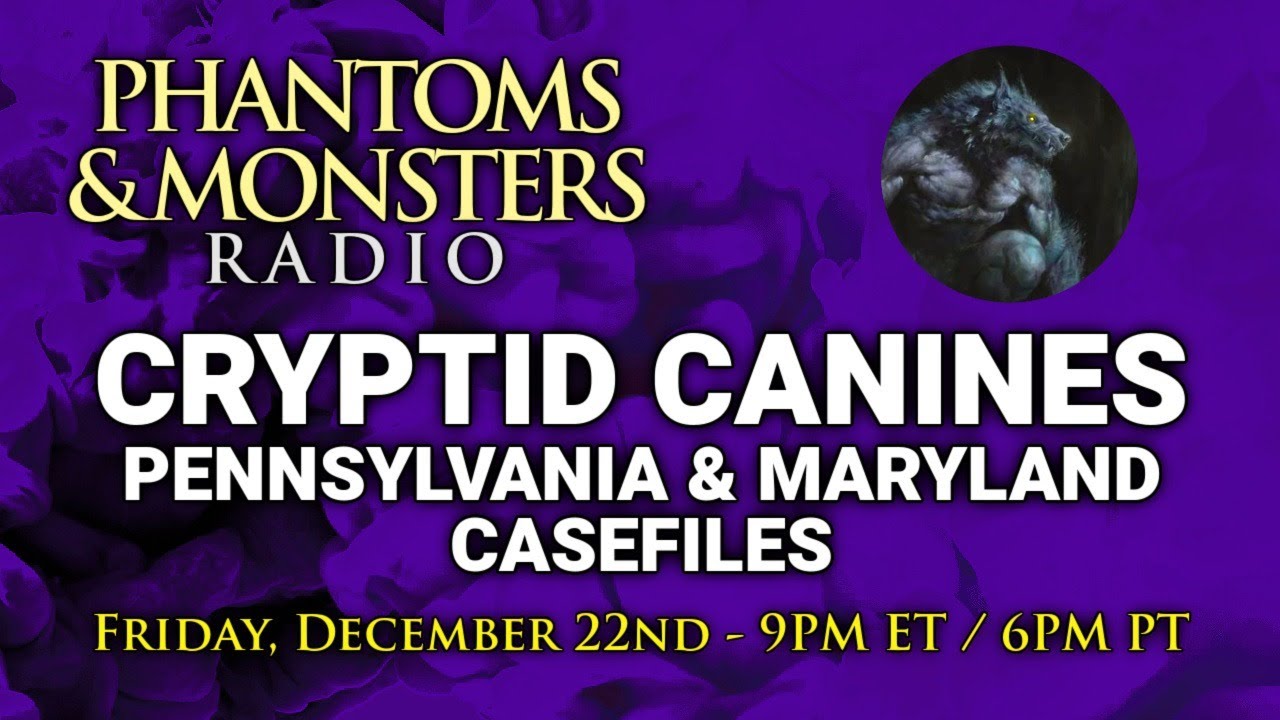 PHANTOMS
& MONSTERS
RADIO
CRYPTID CANINES
PENNSYLVANIA & MARYLAND
CASEFILES
FRIDAY, DECEMBER 22ND - 9PM ET / 6PM PT